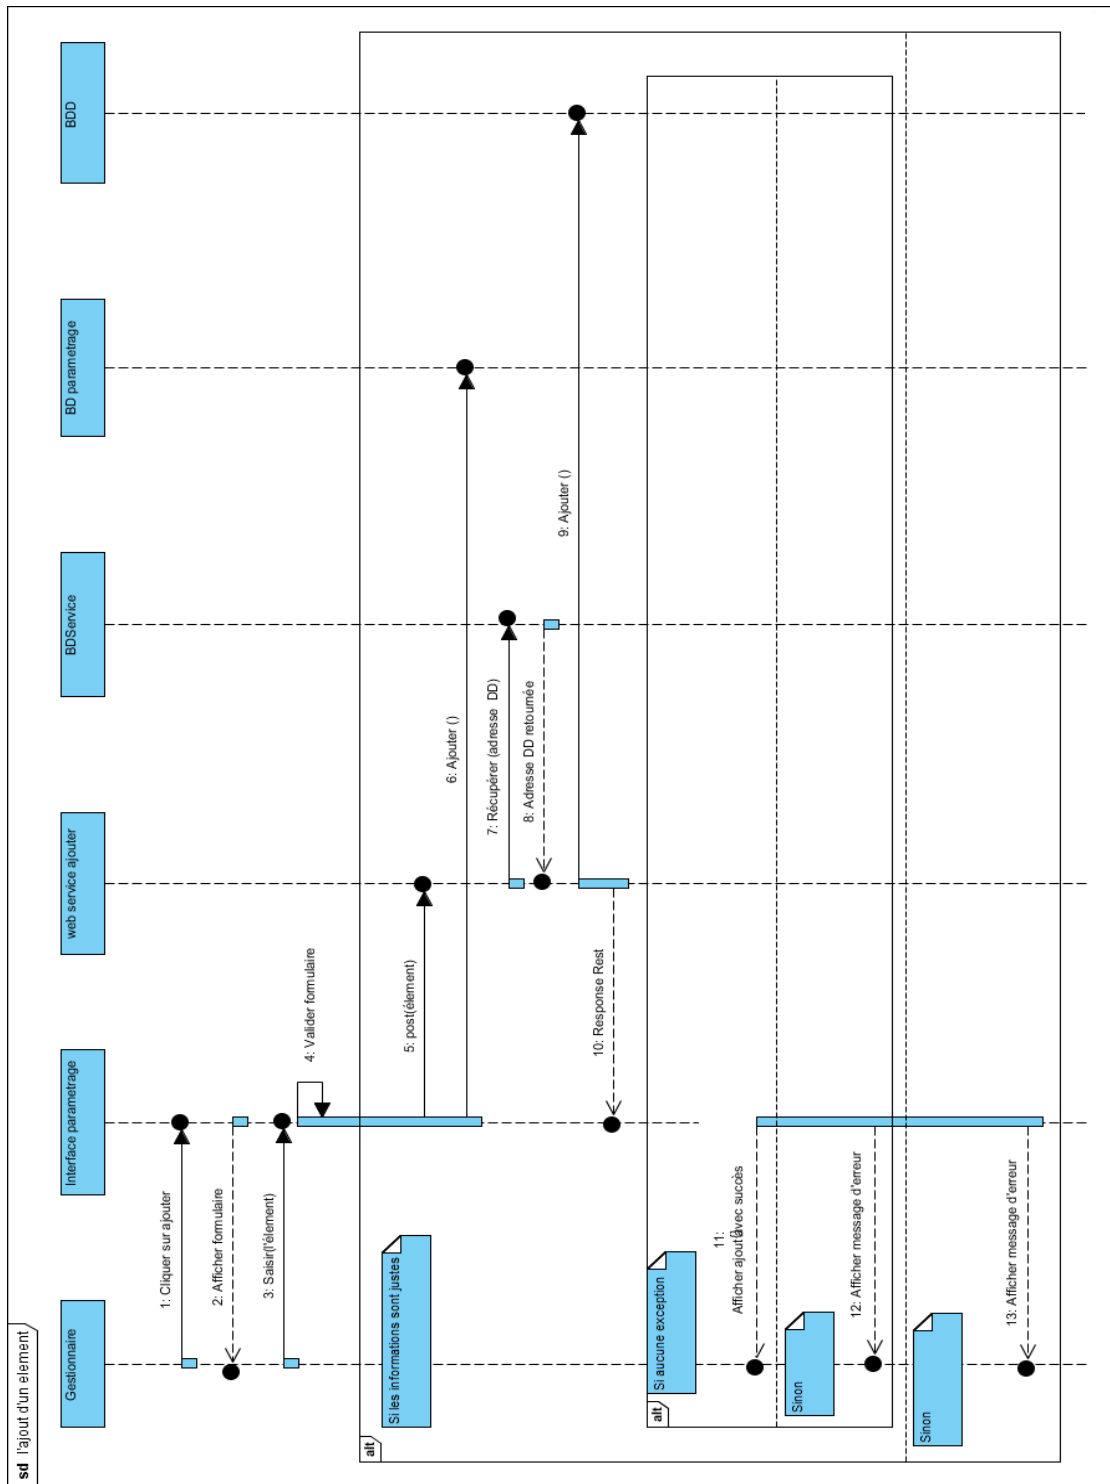 sd l'ajout d'un element
Gestionnaire
Interface parametrage
web service ajouter
BDService
BD parametrage
BDD
1: Cliquer sur ajouter
2: Afficher formulaire
3: Saisir(l'élement)
4: Valider formulaire
alt
Si les informations sont justes
5: post(élement)
6: Ajouter ()
7: Récupérer (adresse DD)
8: Adresse DD retournée
9: Ajouter ()
10: Response Rest
alt
Si aucune exception
11:
Afficher ajout avec succès
()
Sinon
12: Afficher message d'erreur
Sinon
13: Afficher message d'erreur